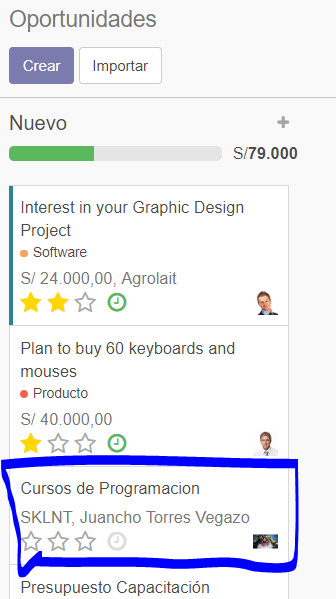 Oportunidades
Crear
Importar
Nuevo
+
S/79.000
Interest in your Graphic Design
Project
Software
S/ 24.000,00, Agrolait
Plan to buy 60 keyboards and
mouses
Producto
S/ 40.000,00
Cursos de Programacion
SKLNT, Juancho Torres Vegazo
Presupuesto Capacitación